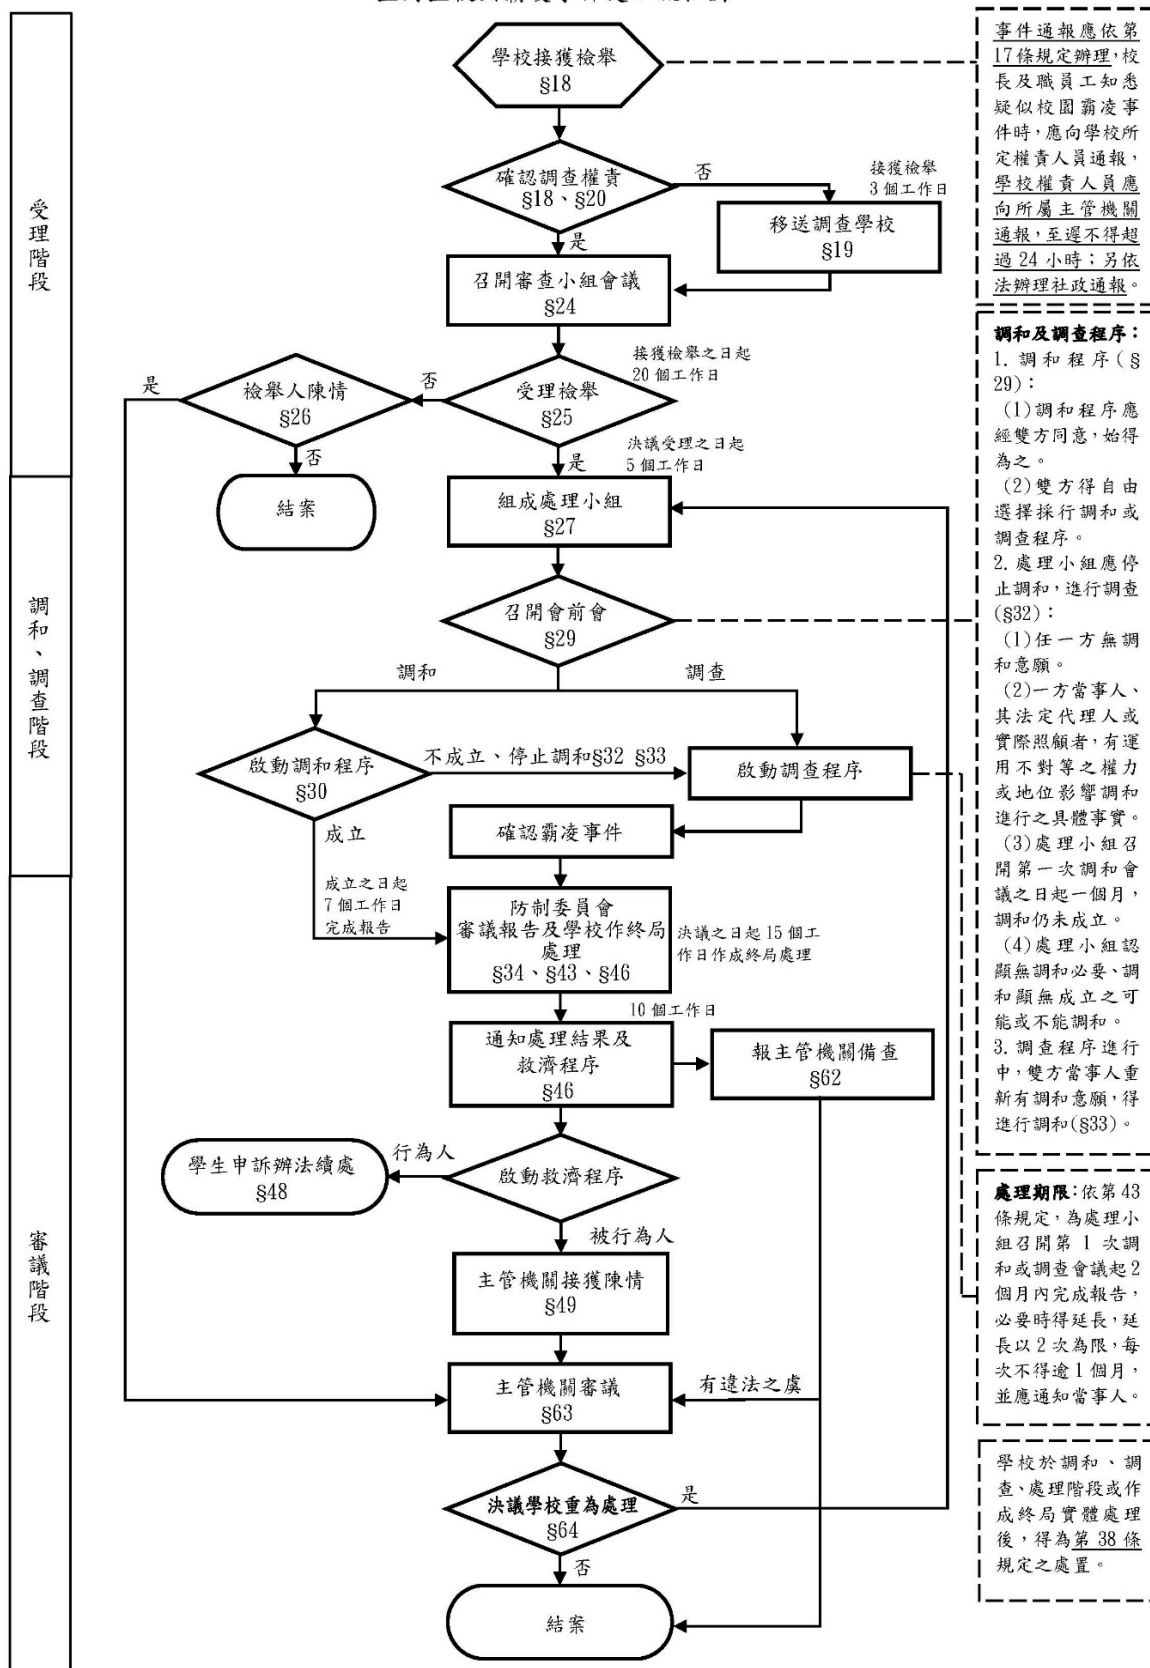 學校接獲檢舉
§18
確認調查權責
§18、§20
否
接獲檢舉
3 個工作日
移送調查學校
§19
是
召開審查小組會議
§24
受理階段
接獲檢舉之日起
20 個工作日
受理檢舉
§25
否
檢舉人陳情
§26
是
否
結案
決議受理之日起
5 個工作日
是
組成處理小組
§27
召開會前會
§29
調和、調查階段
調和
調查
啟動調和程序
§30
不成立、停止調和§32 §33
啟動調查程序
成立
確認霸凌事件
成立之日起
7 個工作日
完成報告
防制委員會
審議報告及學校作終局
處理
§34、§43、§46
決議之日起 15 個工
作日作成終局處理
10 個工作日
通知處理結果及
救濟程序
§46
報主管機關備查
§62
啟動救濟程序
行為人
學生申訴辦法續處
§48
被行為人
審議階段
主管機關接獲陳情
§49
主管機關審議
§63
有違法之虞
決議學校重為處理
§64
是
否
結案
事件通報應依第
17條規定辦理,校
長及職員工知悉
疑似校園霸凌事
件時,應向學校所
定權責人員通報,
學校權責人員應
向所屬主管機關
通報,至遲不得超
過 24 小時;另依
法辦理社政通報。
調和及調查程序:
1. 調和程序(§
29):
(1)調和程序應
經雙方同意,始得
為之。
(2)雙方得自由
選擇採行調和或
調查程序。
2. 處理小組應停
止調和,進行調查
(§32):
(1)任一方無調
和意願。
(2)一方當事人、
其法定代理人或
實際照顧者,有運
用不對等之權力
或地位影響調和
進行之具體事實。
(3)處理小組召
開第一次調和會
議之日起一個月,
調和仍未成立。
(4)處理小組認
顯無調和必要、調
和顯無成立之可
能或不能調和。
3. 調查程序進行
中,雙方當事人重
新有調和意願,得
進行調和(§33)。
處理期限:依第 43
條規定,為處理小
組召開第 1 次調
和或調查會議起 2
個月內完成報告,
必要時得延長,延
長以 2 次為限,每
次不得逾 1 個月,
並應通知當事人。
學校於調和、調
查、處理階段或作
成終局實體處理
後,得為第 38 條
規定之處置。